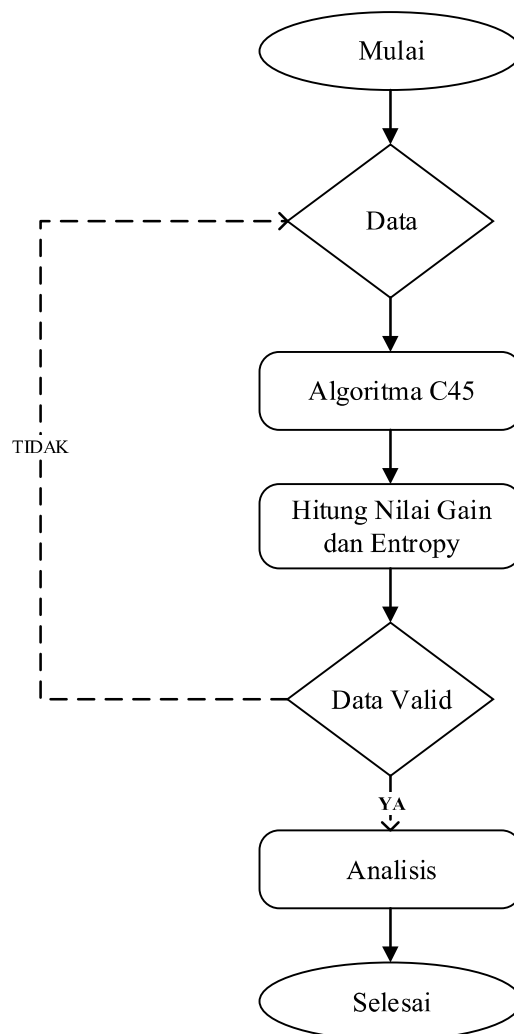 Mulai
Data
Algoritma C45
TIDAK
Hitung Nilai Gain
dan Entropy
Data Valid
YA
Analisis
Selesai